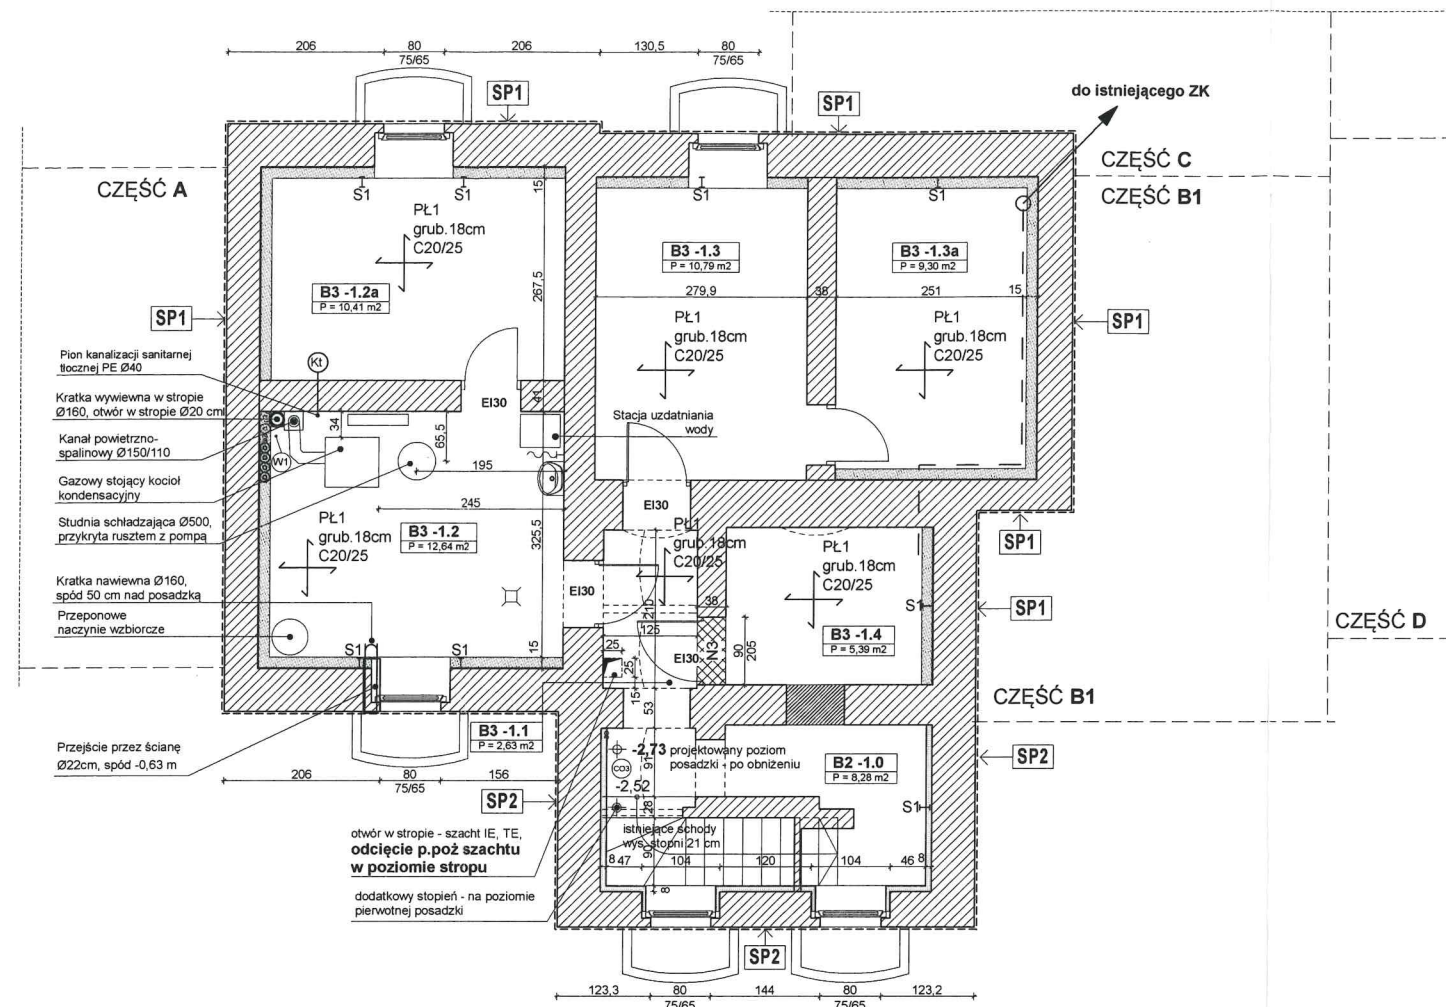 206
80
206
130,5
80
75/65
75/65
SP1
SP1
do istniejącego ZK
CZĘŚĆ C
CZĘŚĆ A
CZĘŚĆ B1
S1
S1
S1
S1
15
PŁ1
grub.18cm
C20/25
B3 -1.3
P = 10,79 m2
B3 -1.3a
P = 9,30 m2
B3 -1.2a
P = 10,41 m2
267,5
279,9
38
251
15
SP1
SP1
PŁ1
grub.18cm
C20/25
PŁ1
grub.18cm
C20/25
Pion kanalizacji sanitarnej
tłocznej PE Ø40
Kt
Kratka wywiewna w stropie
Ø160, otwór w stropie Ø20 cm
EI30
41
34
65,5
Stacja uzdatniania
wody
Kanał powietrzno-
spalinowy Ø150/110
W1
195
Gazowy stojący kocioł
kondensacyjny
245
EI30
Studnia schładzająca Ø500,
przykryta rusztem z pompą
PŁ1
grub.18cm
C20/25
B3 -1.2
P = 12,64 m2
325,5
PŁ1
grub.18cm
C20/25
PŁ1
grub.18cm
C20/25
SP1
Kratka nawiewna Ø160,
spód 50 cm nad posadzką
EI30
210
38
S1
SP1
Przeponowe
naczynie wzbiorcze
125
B3 -1.4
P = 5,39 m2
CZĘŚĆ D
S1
S1
15
25
25
EI30
N3
90
205
15
53
CZĘŚĆ B1
B3 -1.1
P = 2,63 m2
Przejście przez ścianę
Ø22cm, spód -0,63 m
-2,73 projektowany poziom
posadzki - po obniżeniu
CO3
91
-2,52
B2 -1.0
P = 8,28 m2
SP2
206
80
156
75/65
SP2
28
S1
otwór w stropie - szacht IE, TE,
odcięcie p.poż szachtu
w poziomie stropu
istniejące schody
wys. stopni 21 cm
90
8
47
104
120
104
46
8
8
dodatkowy stopień - na poziomie
pierwotnej posadzki
SP2
123,3
80
144
80
123,2
75/65
75/65